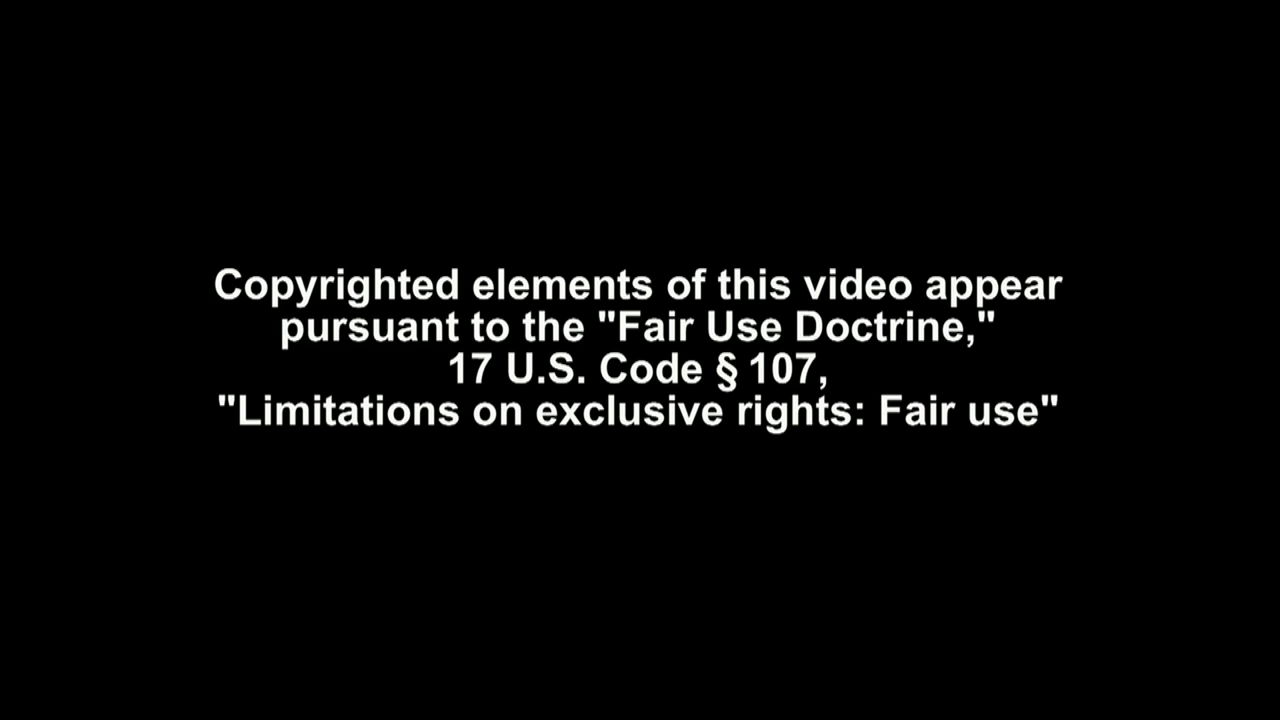 Copyrighted elements of this video appear
pursuant to the "Fair Use Doctrine,"
17 U.S. Code § 107,
"Limitations on exclusive rights: Fair use"